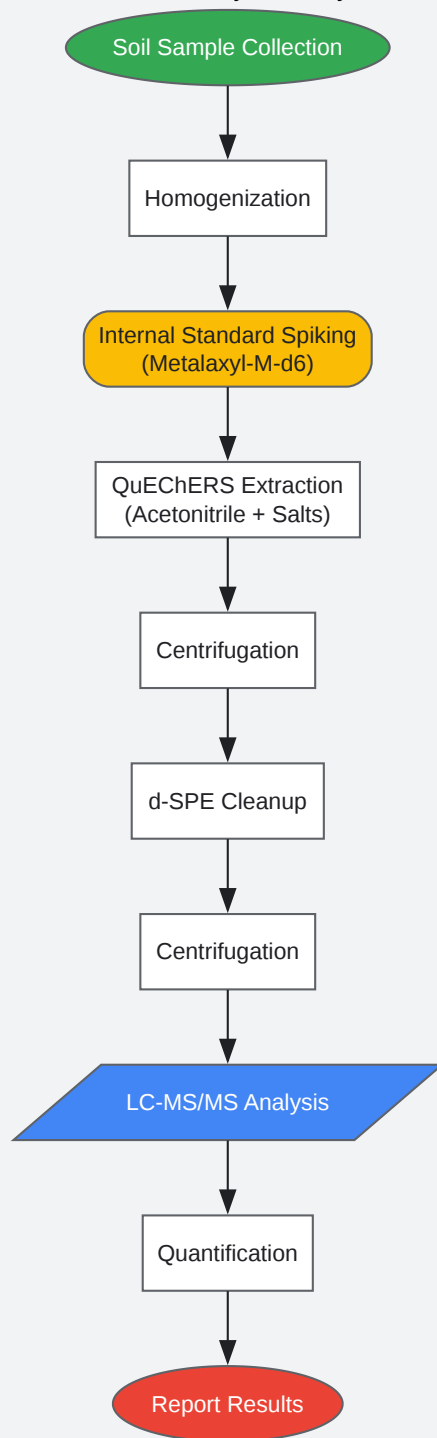 Soil Sample Collection
Homogenization
Internal Standard Spiking
(Metalaxyl-M-d6)
QuEChERS Extraction
(Acetonitrile + Salts)
Centrifugation
d-SPE Cleanup
Centrifugation
LC-MS/MS Analysis
Quantification
Report Results